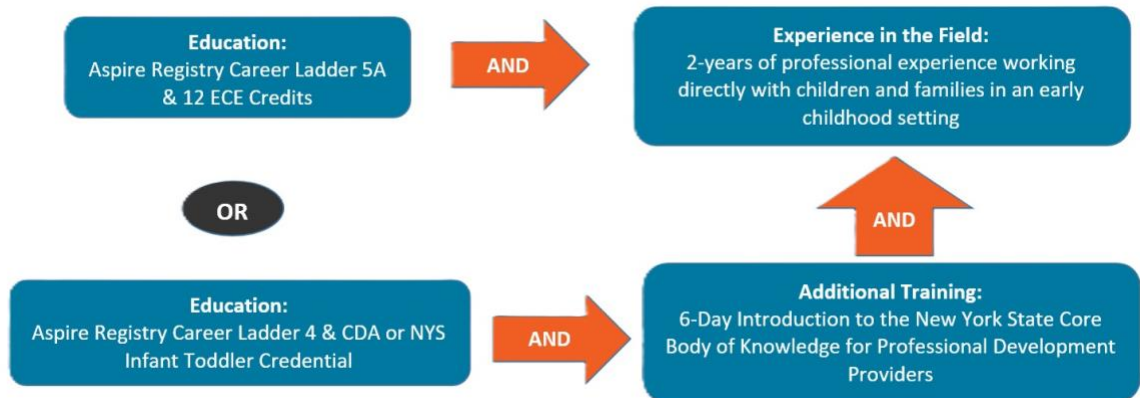 Education:
Aspire Registry Career Ladder 5A
& 12 ECE Credits
AND
Experience in the Field:
2-years of professional experience working
directly with children and families in an early
childhood setting
OR
AND
Education:
Aspire Registry Career Ladder 4 & CDA or NYS
Infant Toddler Credential
AND
Additional Training:
6-Day Introduction to the New York State Core
Body of Knowledge for Professional Development
Providers